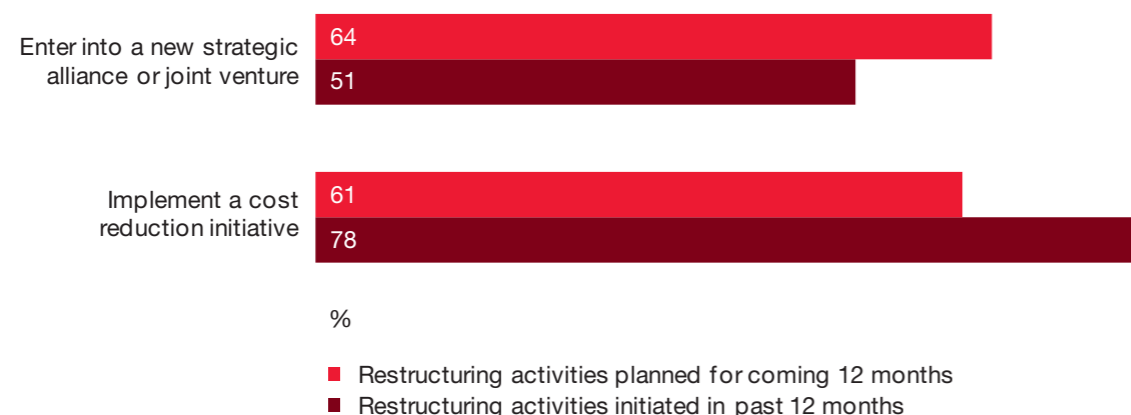 Enter into a new strategic
alliance or joint venture
64
51
Implement a cost
reduction initiative
61
78
%
Restructuring activities planned for coming 12 months
Restructuring activities initiated in past 12 months